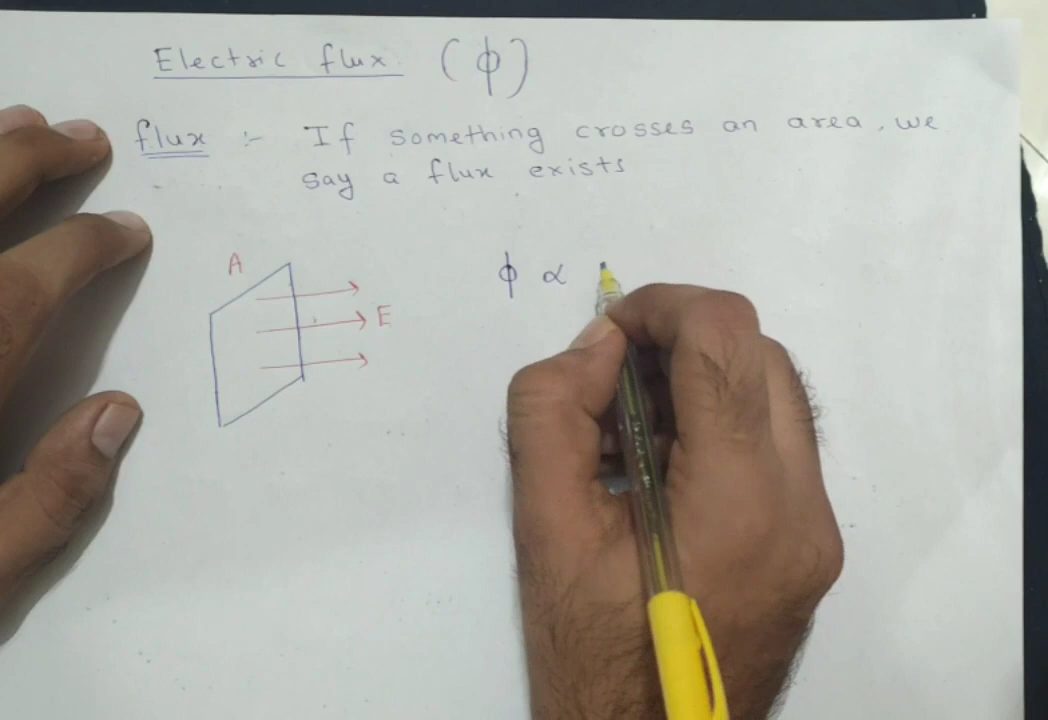 Electric flux (ϕ)
flux :- If something crosses an area, we
say a flux exists
A
E
ϕ ∝